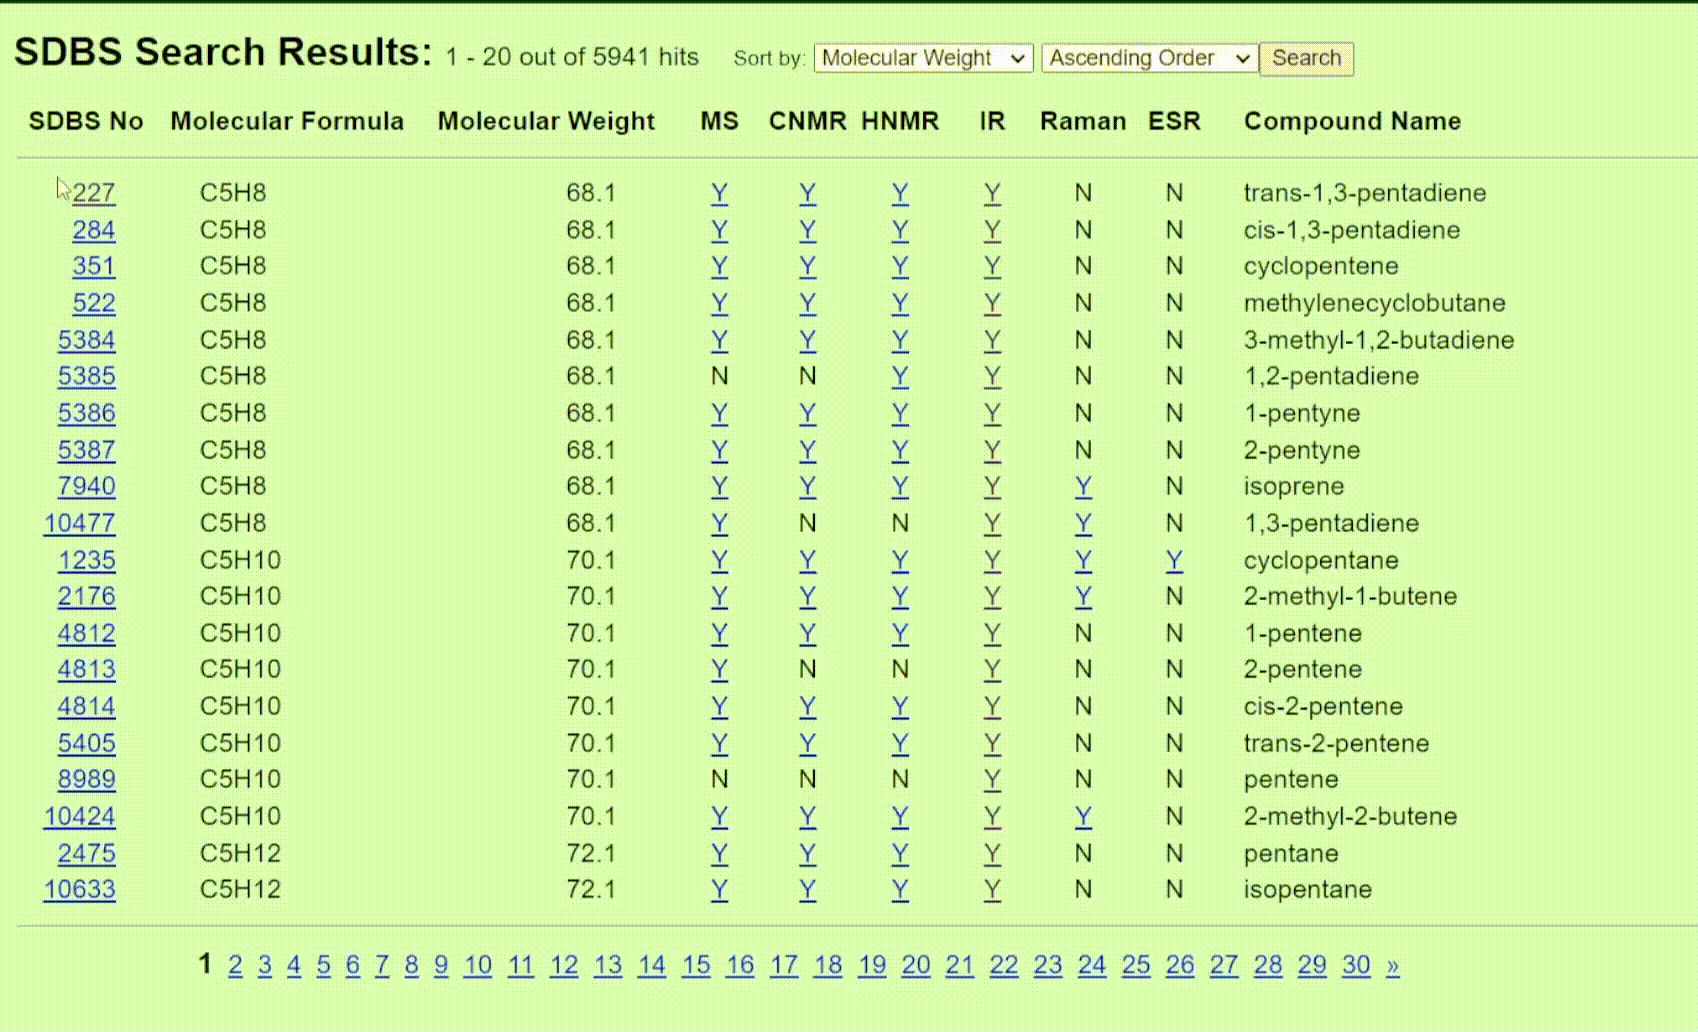 SDBS Search Results: 1 - 20 out of 5941 hits Sort by: Molecular Weight Ascending Order Search
SDBS No Molecular Formula Molecular Weight MS CNMR HNMR IR Raman ESR Compound Name
227 C5H8 68.1 Y Y Y Y N N trans-1,3-pentadiene
284 C5H8 68.1 Y Y Y Y N N cis-1,3-pentadiene
351 C5H8 68.1 Y Y Y Y N N cyclopentene
522 C5H8 68.1 Y Y Y Y N N methylenecyclobutane
5384 C5H8 68.1 Y Y Y Y N N 3-methyl-1,2-butadiene
5385 C5H8 68.1 N N Y Y N N 1,2-pentadiene
5386 C5H8 68.1 Y Y Y Y N N 1-pentyne
5387 C5H8 68.1 Y Y Y Y N N 2-pentyne
7940 C5H8 68.1 Y Y Y Y Y N isoprene
10477 C5H8 68.1 Y N N Y Y N 1,3-pentadiene
1235 C5H10 70.1 Y Y Y Y Y Y cyclopentane
2176 C5H10 70.1 Y Y Y Y Y N 2-methyl-1-butene
4812 C5H10 70.1 Y Y Y Y N N 1-pentene
4813 C5H10 70.1 Y N N Y N N 2-pentene
4814 C5H10 70.1 Y Y Y Y N N cis-2-pentene
5405 C5H10 70.1 Y Y Y Y N N trans-2-pentene
8989 C5H10 70.1 N N N Y N N pentene
10424 C5H10 70.1 Y Y Y Y Y N 2-methyl-2-butene
2475 C5H12 72.1 Y Y Y Y N N pentane
10633 C5H12 72.1 Y Y Y Y N N isopentane
1 2 3 4 5 6 7 8 9 10 11 12 13 14 15 16 17 18 19 20 21 22 23 24 25 26 27 28 29 30 »